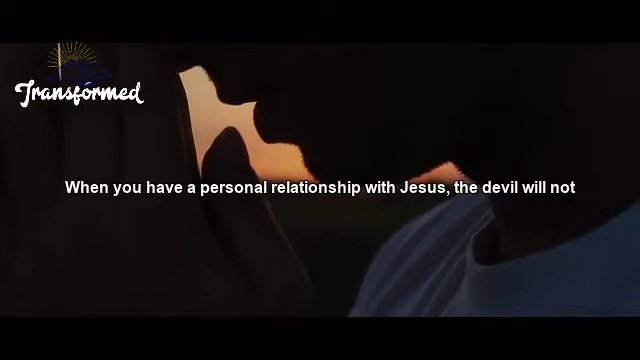 Transformed
When you have a personal relationship with Jesus, the devil will not